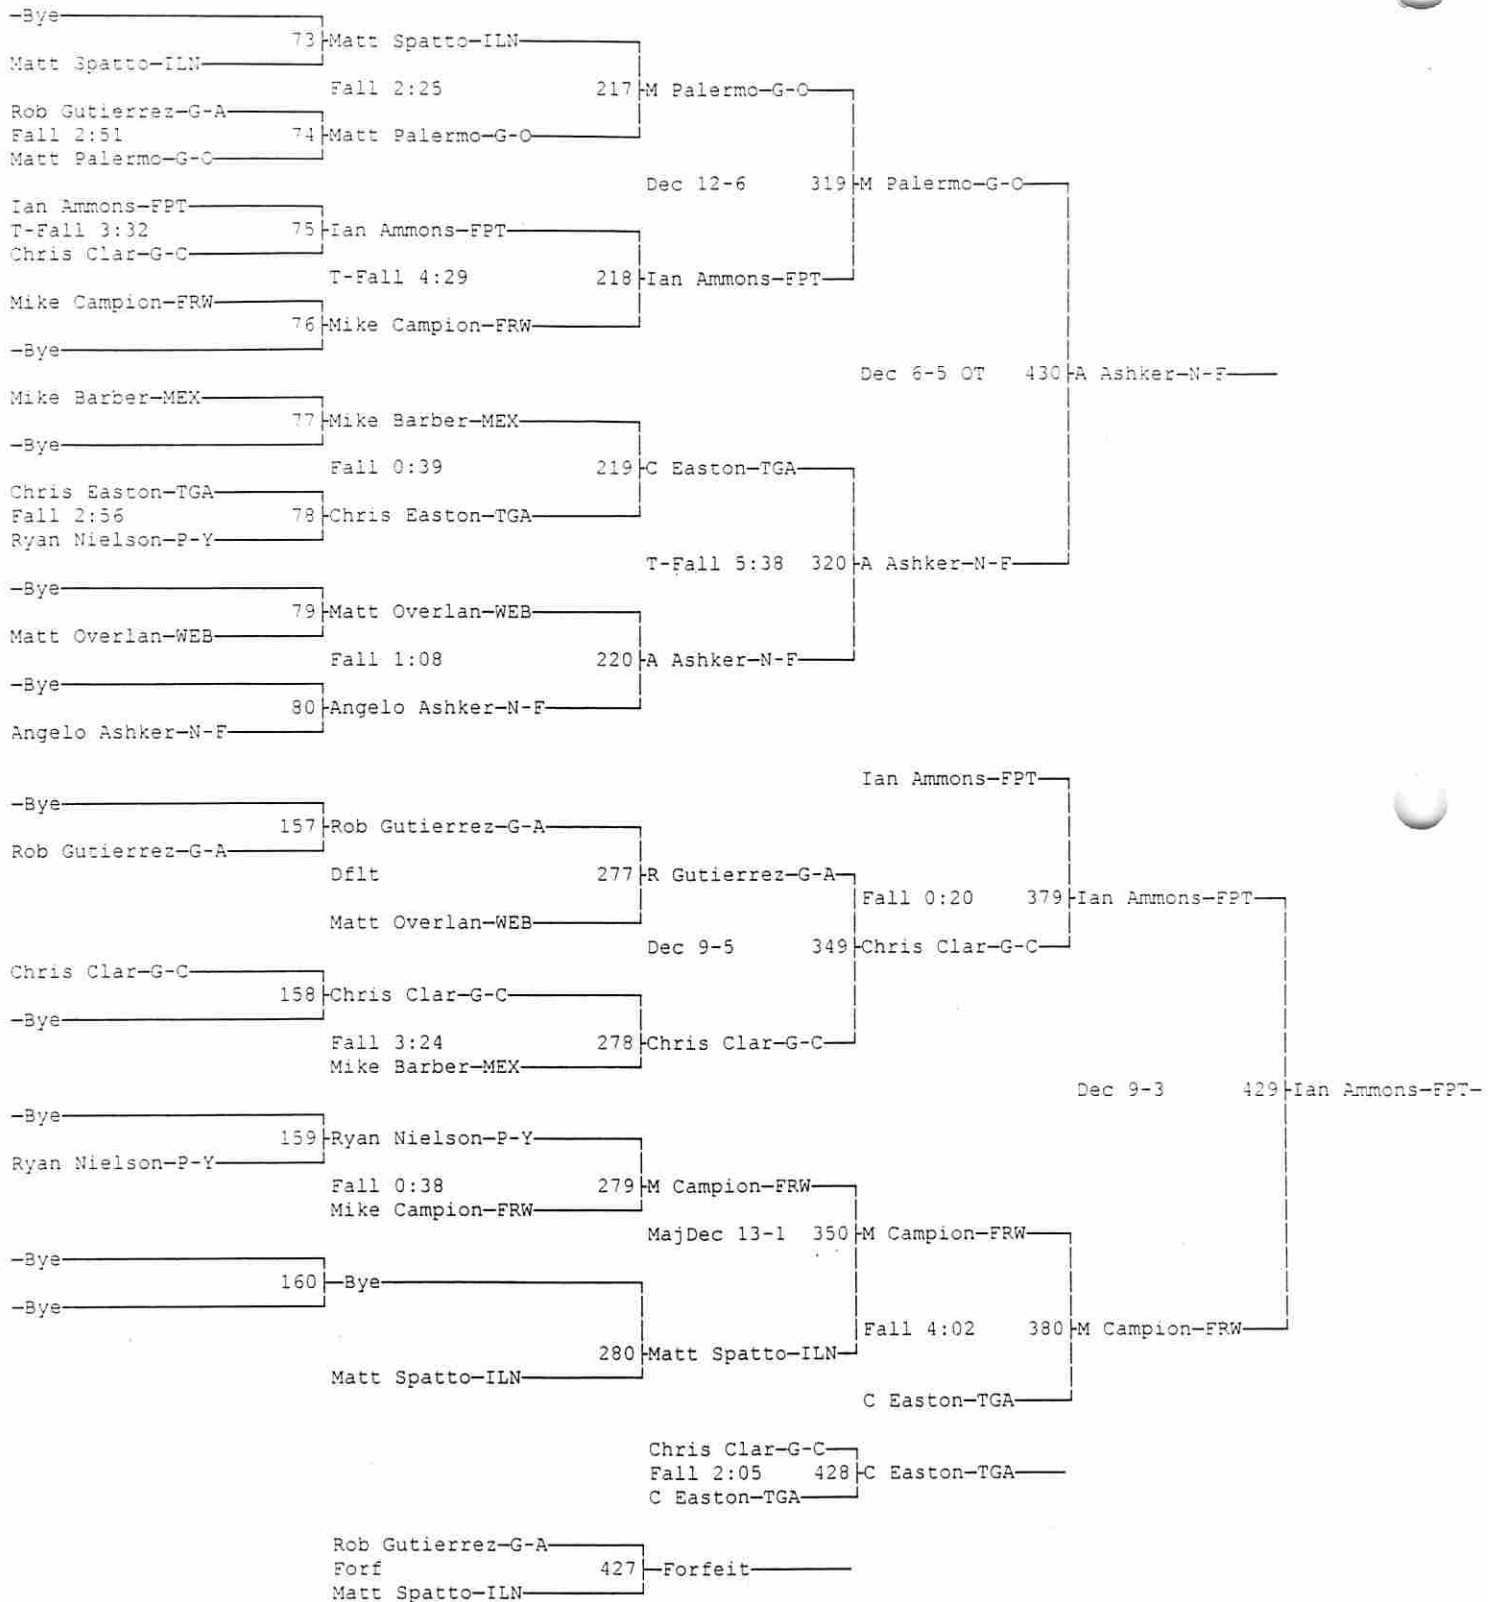 -Bye
73 Matt Spatto-ILN
Matt Spatto-ILN
Fall 2:25 217 M Palermo-G-O
Rob Gutierrez-G-A
Fall 2:51 74 Matt Palermo-G-O
Matt Palermo-G-O
Dec 12-6 319 M Palermo-G-O
Ian Ammons-FPT
T-Fall 3:32 75 Ian Ammons-FPT
Chris Clar-G-C
T-Fall 4:29 218 Ian Ammons-FPT
Mike Campion-FRW
76 Mike Campion-FRW
-Bye
Dec 6-5 OT 430 A Ashker-N-F
Mike Barber-MEX
77 Mike Barber-MEX
-Bye
Fall 0:39 219 C Easton-TGA
Chris Easton-TGA
Fall 2:56 78 Chris Easton-TGA
Ryan Nielson-P-Y
T-Fall 5:38 320 A Ashker-N-F
-Bye
79 Matt Overlan-WEB
Matt Overlan-WEB
Fall 1:08 220 A Ashker-N-F
-Bye
80 Angelo Ashker-N-F
Angelo Ashker-N-F
Ian Ammons-FPT
-Bye
157 Rob Gutierrez-G-A
Rob Gutierrez-G-A
Dflt 277 R Gutierrez-G-A
Fall 0:20 379 Ian Ammons-FPT
Matt Overlan-WEB
Dec 9-5 349 Chris Clar-G-C
Chris Clar-G-C
158 Chris Clar-G-C
-Bye
Fall 3:24 278 Chris Clar-G-C
Mike Barber-MEX
Dec 9-3 429 Ian Ammons-FPT-
-Bye
159 Ryan Nielson-P-Y
Ryan Nielson-P-Y
Fall 0:38 279 M Campion-FRW
Mike Campion-FRW
MajDec 13-1 350 M Campion-FRW
-Bye
160 -Bye
-Bye
Fall 4:02 380 M Campion-FRW
280 Matt Spatto-ILN
Matt Spatto-ILN
C Easton-TGA
Chris Clar-G-C
Fall 2:05 428 C Easton-TGA
C Easton-TGA
Rob Gutierrez-G-A
Forf 427 -Forfeit
Matt Spatto-ILN